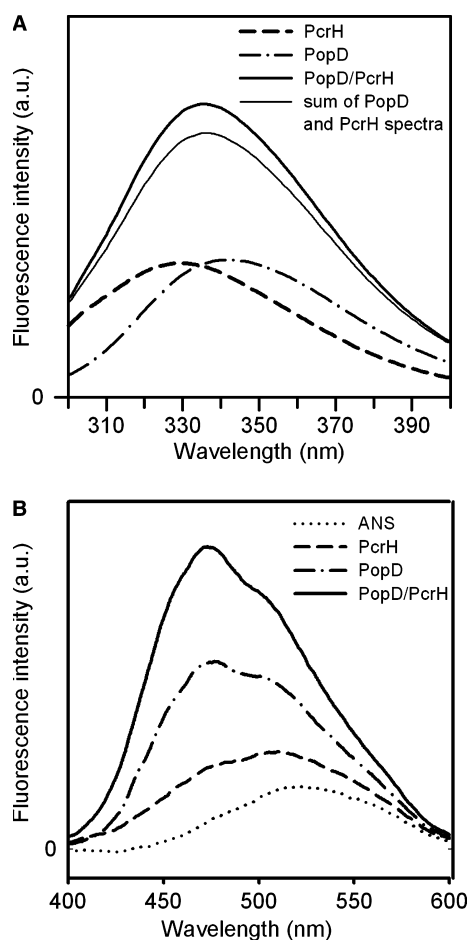 A
PcrH
PopD
PopD/PcrH
sum of PopD
and PcrH spectra
Fluorescence intensity (a.u.)
0
310 330 350 370 390
Wavelength (nm)
B
ANS
PcrH
PopD
PopD/PcrH
Fluorescence intensity (a.u.)
0
400 450 500 550 600
Wavelength (nm)